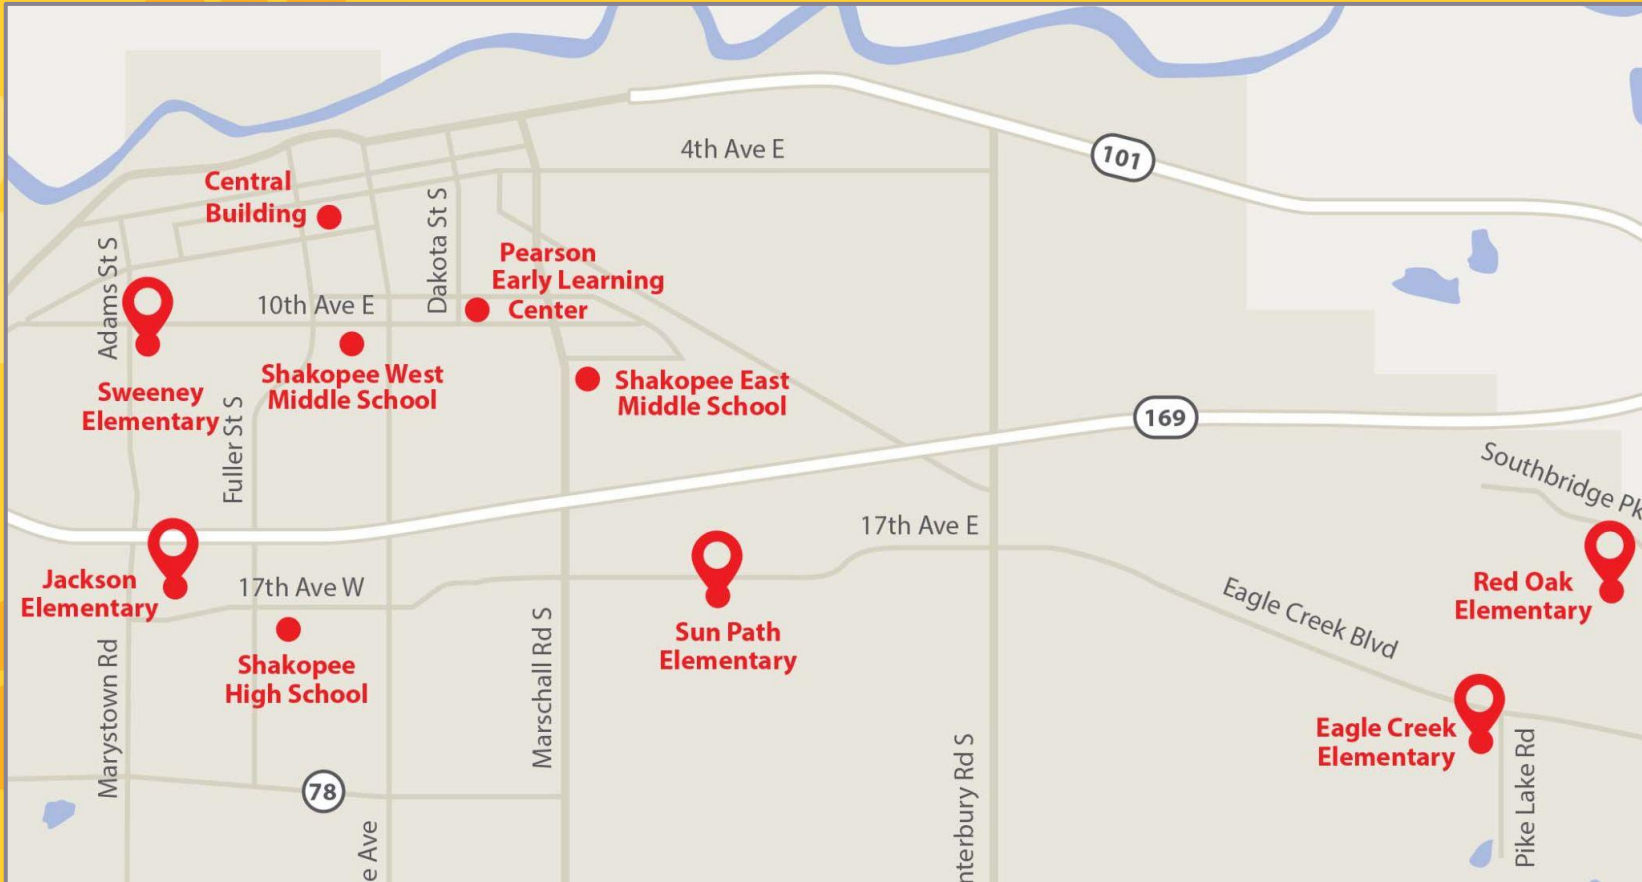 4th Ave E
101
Central
Building
Dakota St S
Adams St S
Pearson
Early Learning
Center
10th Ave E
Shakopee West
Middle School
Shakopee East
Middle School
Sweeney
Elementary
Fuller St S
169
Southbridge Pk
17th Ave E
Jackson
Elementary
17th Ave W
Red Oak
Elementary
Eagle Creek Blvd
Sun Path
Elementary
Marschall Rd S
Shakopee
High School
Marystown Rd
Eagle Creek
Elementary
Pike Lake Rd
nterbury Rd S
78
e Ave